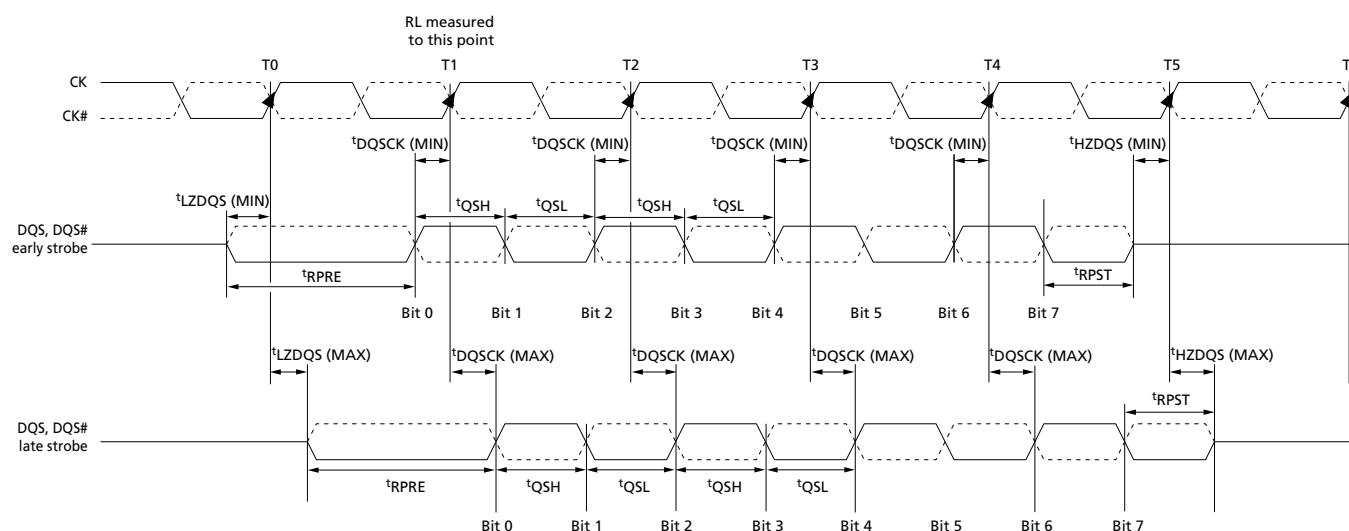 RL measured
to this point
T0 T1 T2 T3 T4 T5 T
CK
CK#
tDQSCK (MIN) tDQSCK (MIN) tDQSCK (MIN) tDQSCK (MIN) tHZDQS (MIN)
tLZDQS (MIN)
tQSH tQSL tQSH tQSL
DQS, DQS#
early strobe
tRPRE tRPST
Bit 0 Bit 1 Bit 2 Bit 3 Bit 4 Bit 5 Bit 6 Bit 7
tLZDQS (MAX) tDQSCK (MAX) tDQSCK (MAX) tDQSCK (MAX) tDQSCK (MAX) tHZDQS (MAX)
tRPST
DQS, DQS#
late strobe
tRPRE tQSH tQSL tQSH tQSL
Bit 0 Bit 1 Bit 2 Bit 3 Bit 4 Bit 5 Bit 6 Bit 7